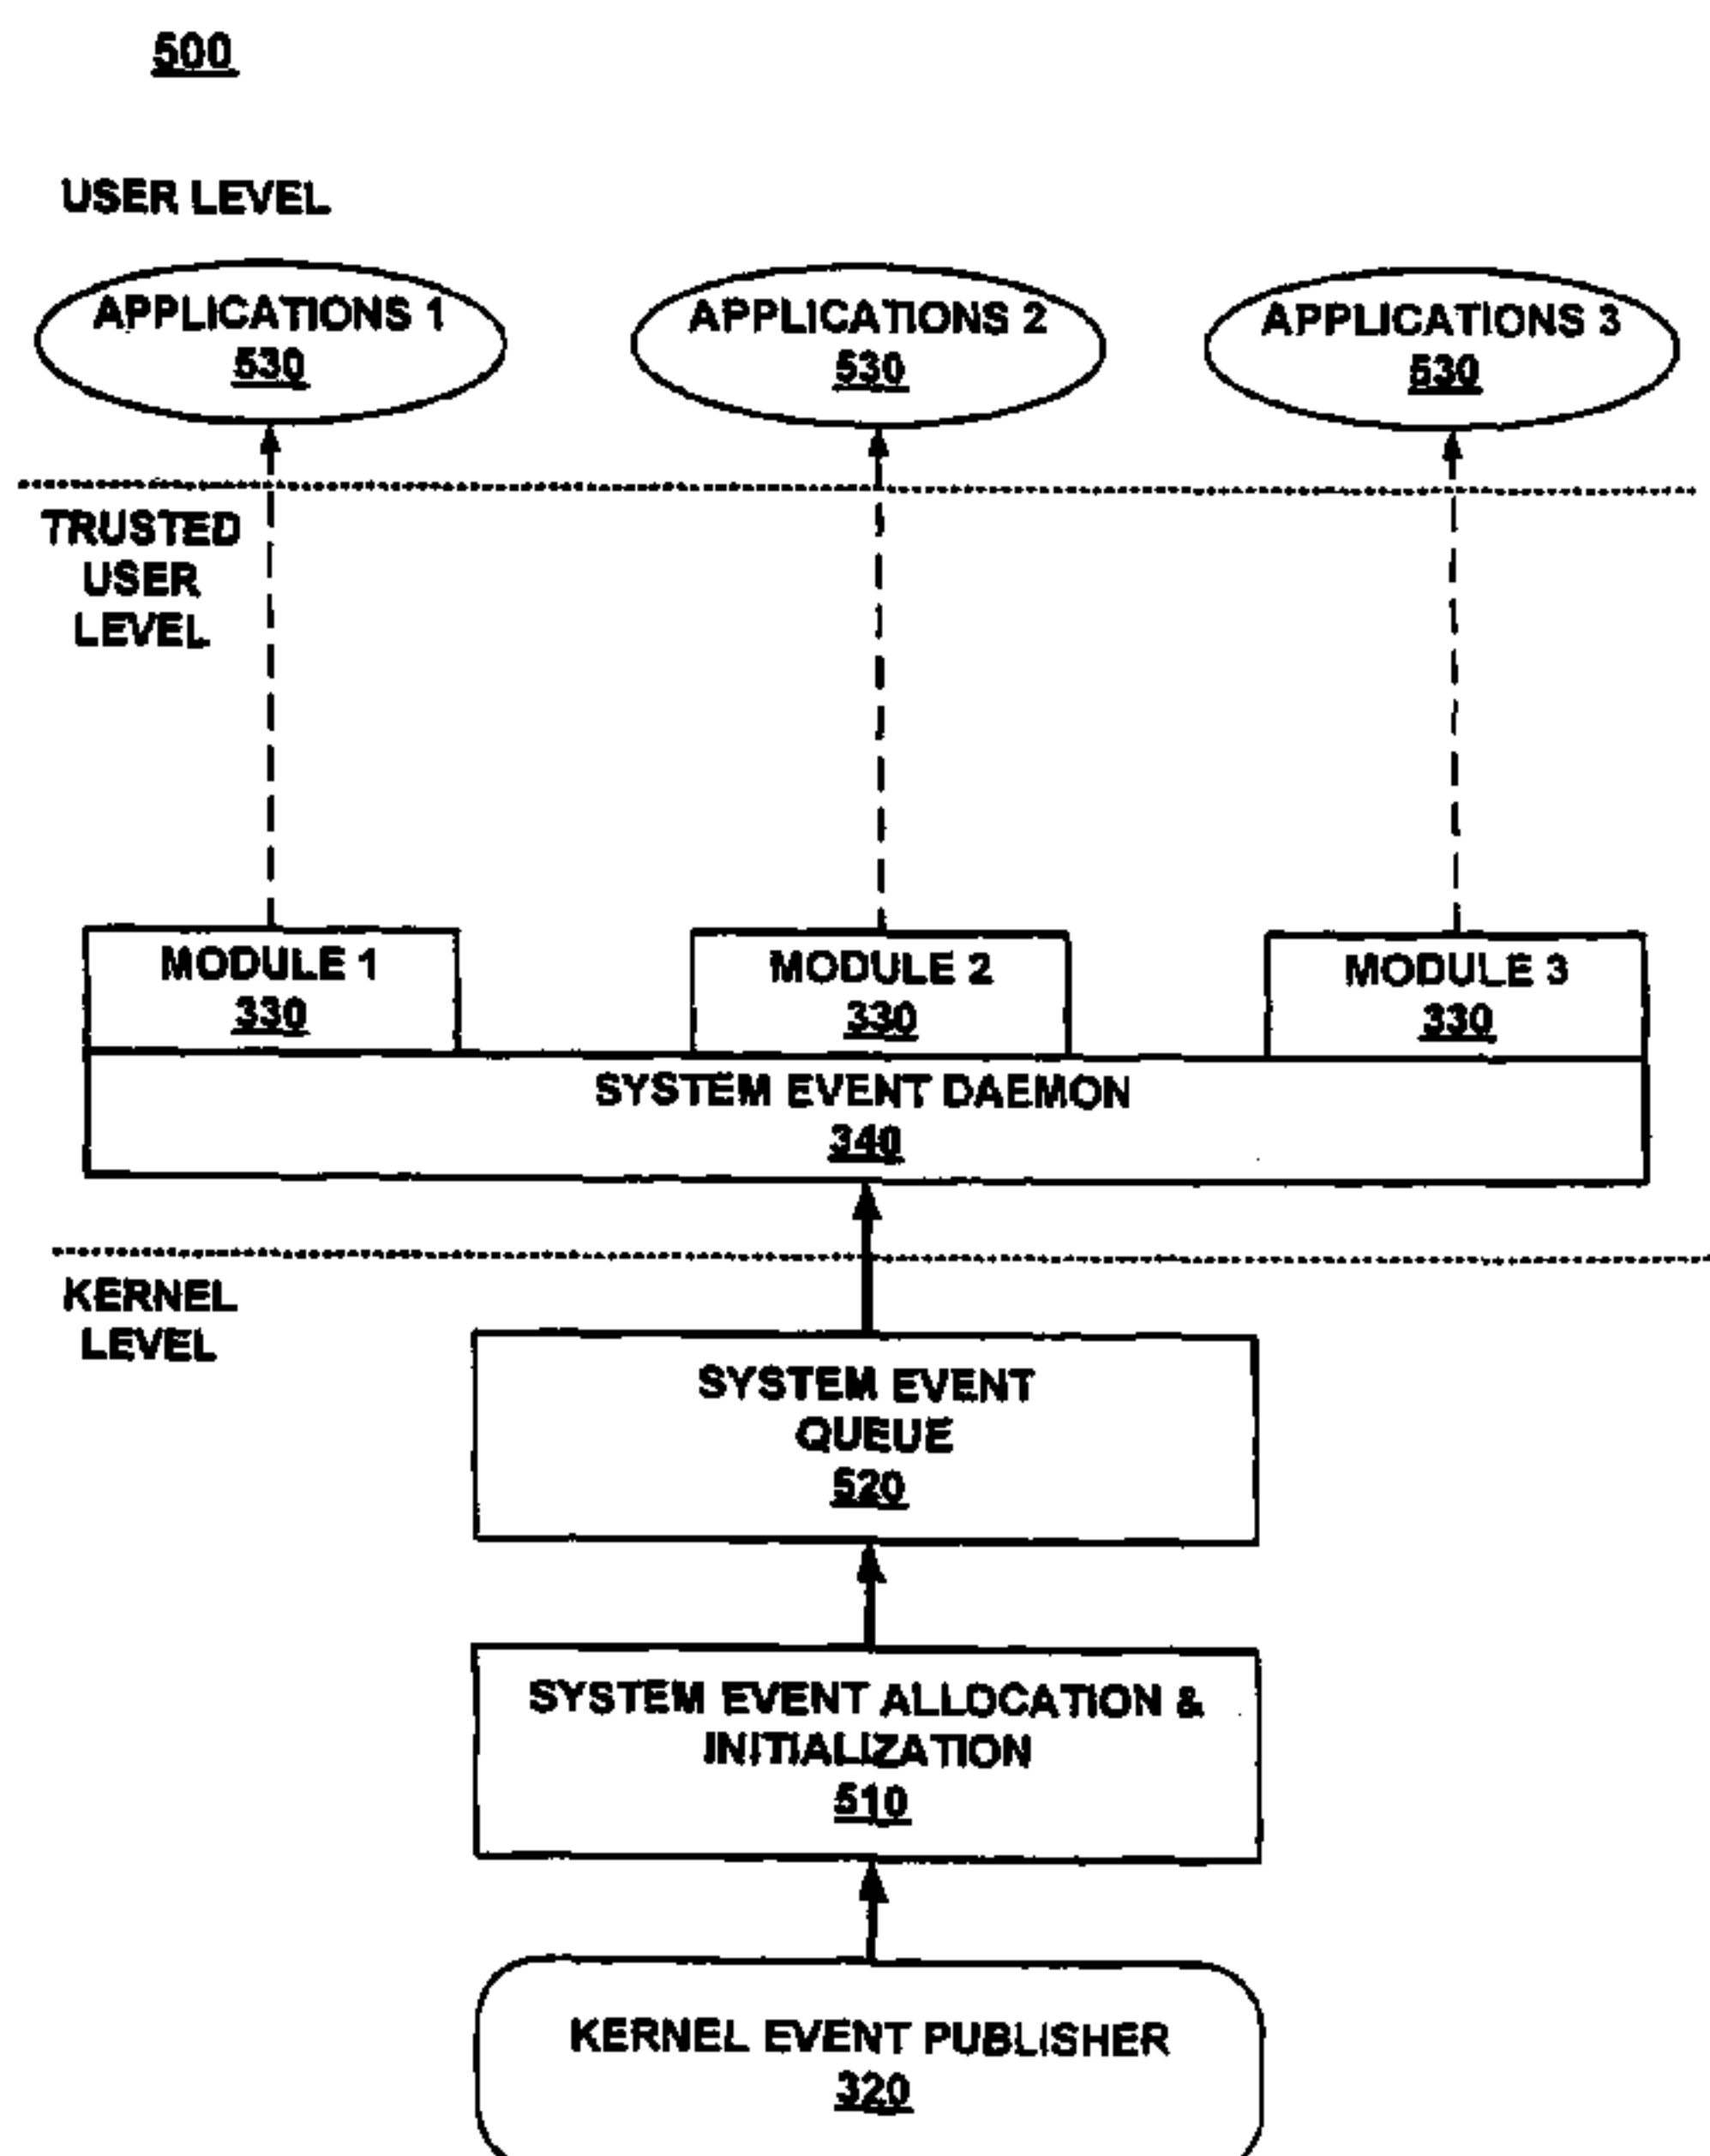 500
USER LEVEL
APPLICATIONS 1
530
APPLICATIONS 2
530
APPLICATIONS 3
530
TRUSTED
USER
LEVEL
MODULE 1
330
MODULE 2
330
MODULE 3
330
SYSTEM EVENT DAEMON
340
KERNEL
LEVEL
SYSTEM EVENT
QUEUE
520
SYSTEM EVENT ALLOCATION &
INITIALIZATION
510
KERNEL EVENT PUBLISHER
320